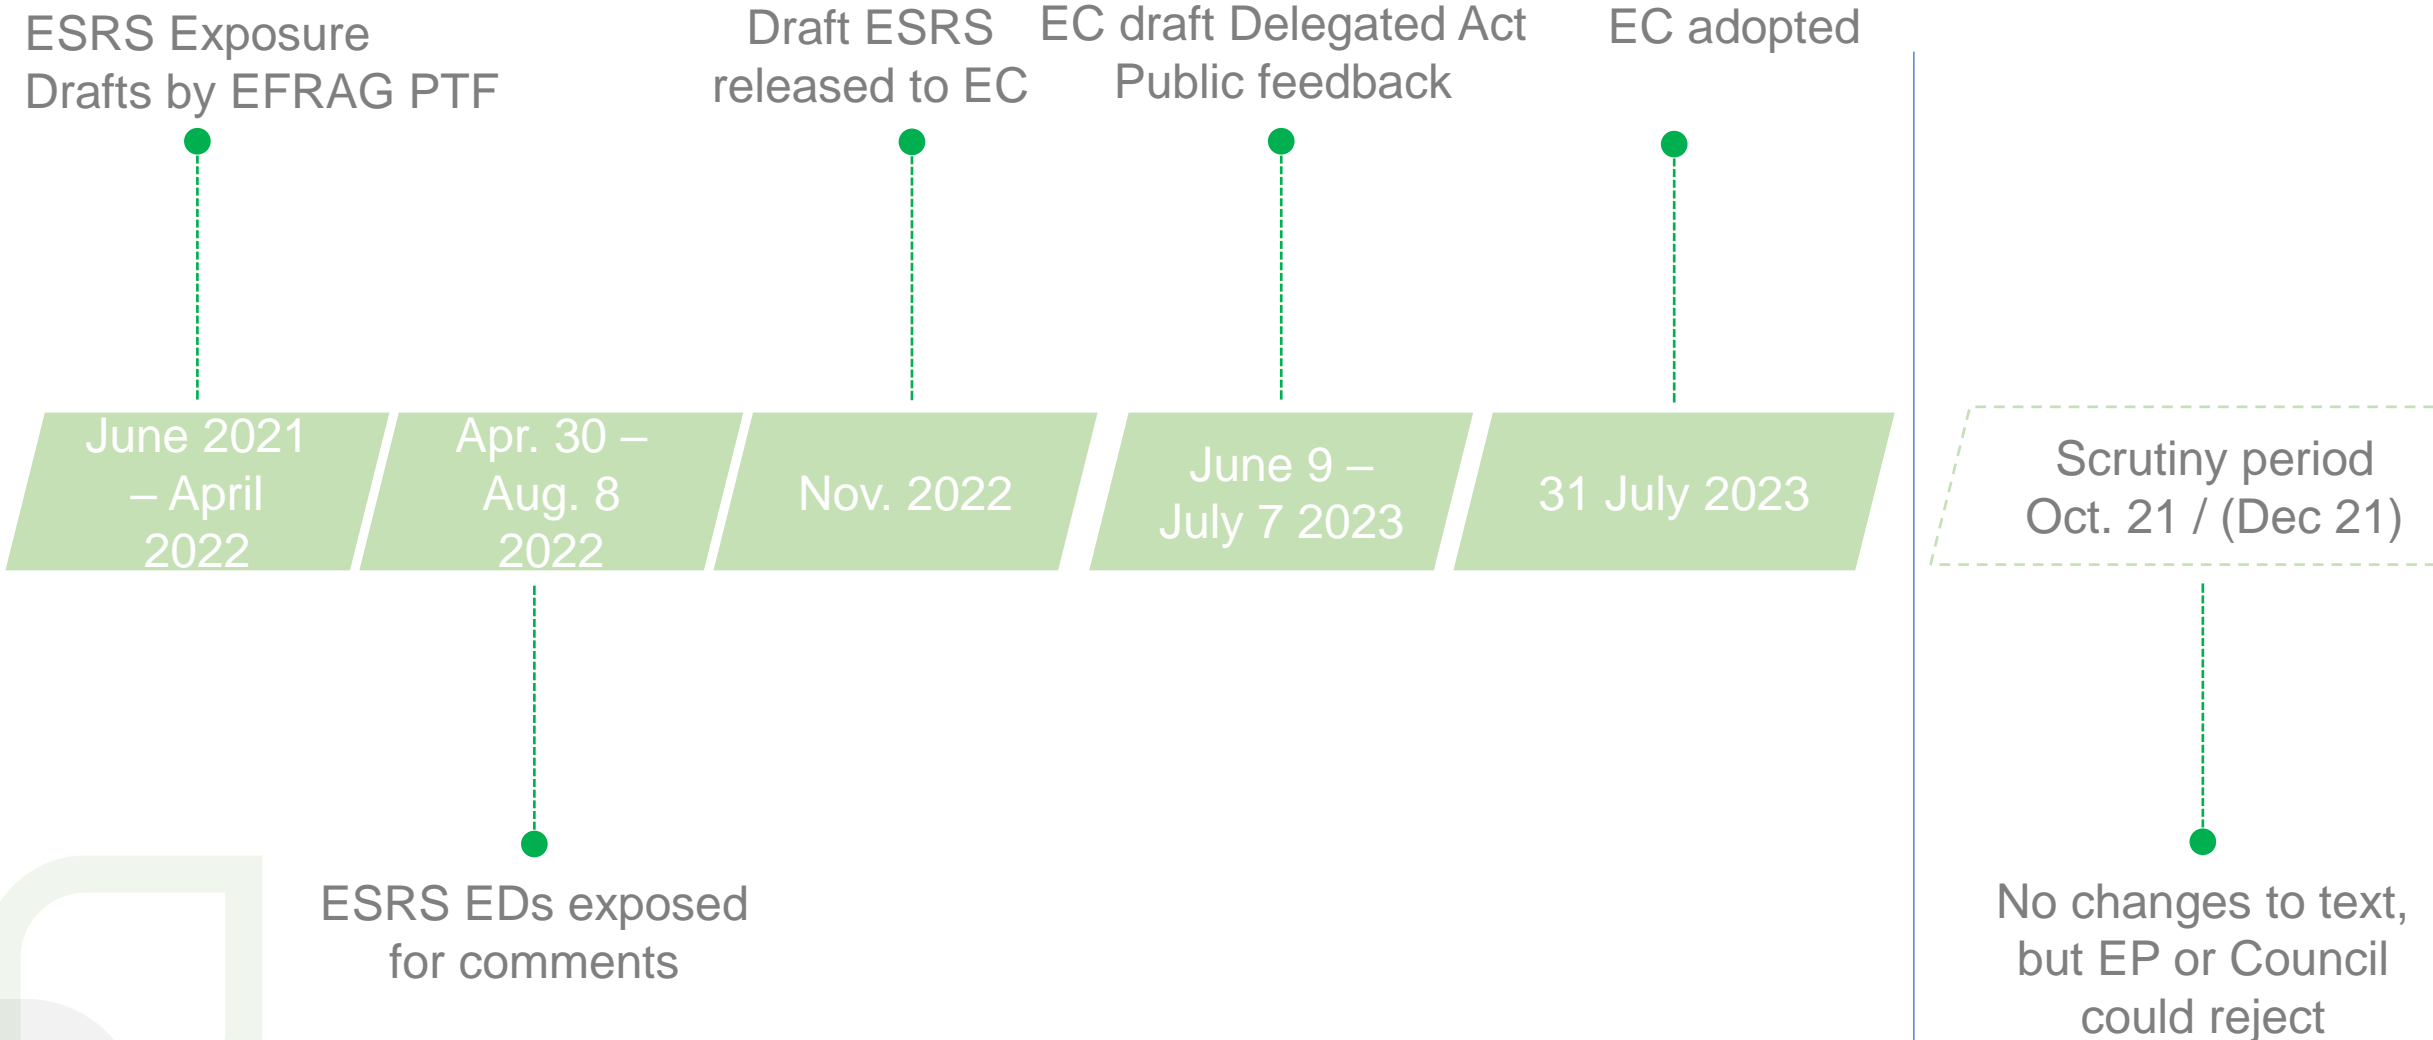 ESRS Exposure
Drafts by EFRAG PTF
Draft ESRS
released to EC
EC draft Delegated Act
Public feedback
EC adopted
June 2021
– April
2022
Apr. 30 –
Aug. 8
2022
Nov. 2022
June 9 –
July 7 2023
31 July 2023
Scrutiny period
Oct. 21 / (Dec 21)
ESRS EDs exposed
for comments
No changes to text,
but EP or Council
could reject